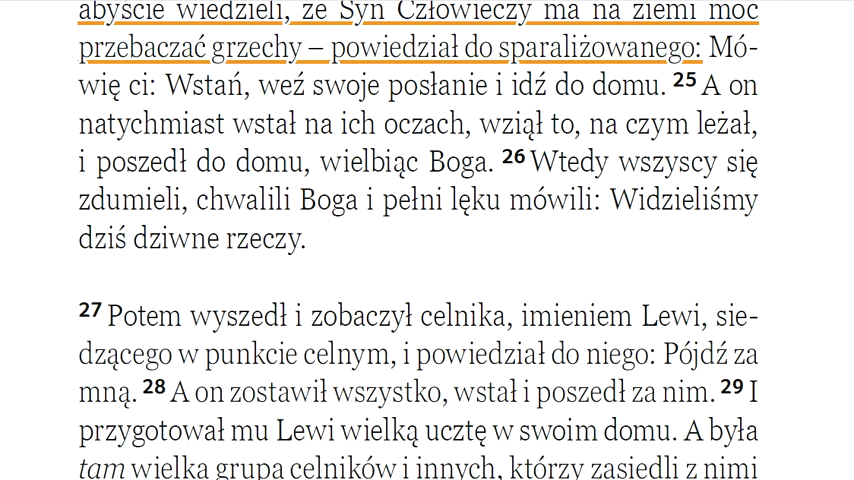 abyście wiedzieli, że Syn Człowieczy ma na ziemi moc
przebaczać grzechy – powiedział do sparaliżowanego: Mó-
wię ci: Wstań, weź swoje posłanie i idź do domu. 25 A on
natychmiast wstał na ich oczach, wziął to, na czym leżał,
i poszedł do domu, wielbiąc Boga. 26 Wtedy wszyscy się
zdumieli, chwalili Boga i pełni lęku mówili: Widzieliśmy
dziś dziwne rzeczy.
27 Potem wyszedł i zobaczył celnika, imieniem Lewi, sie-
dzącego w punkcie celnym, i powiedział do niego: Pójdź za
mną. 28 A on zostawił wszystko, wstał i poszedł za nim. 29 I
przygotował mu Lewi wielką ucztę w swoim domu. A była
tam wielka grupa celników i innych, którzy zasiedli z nimi